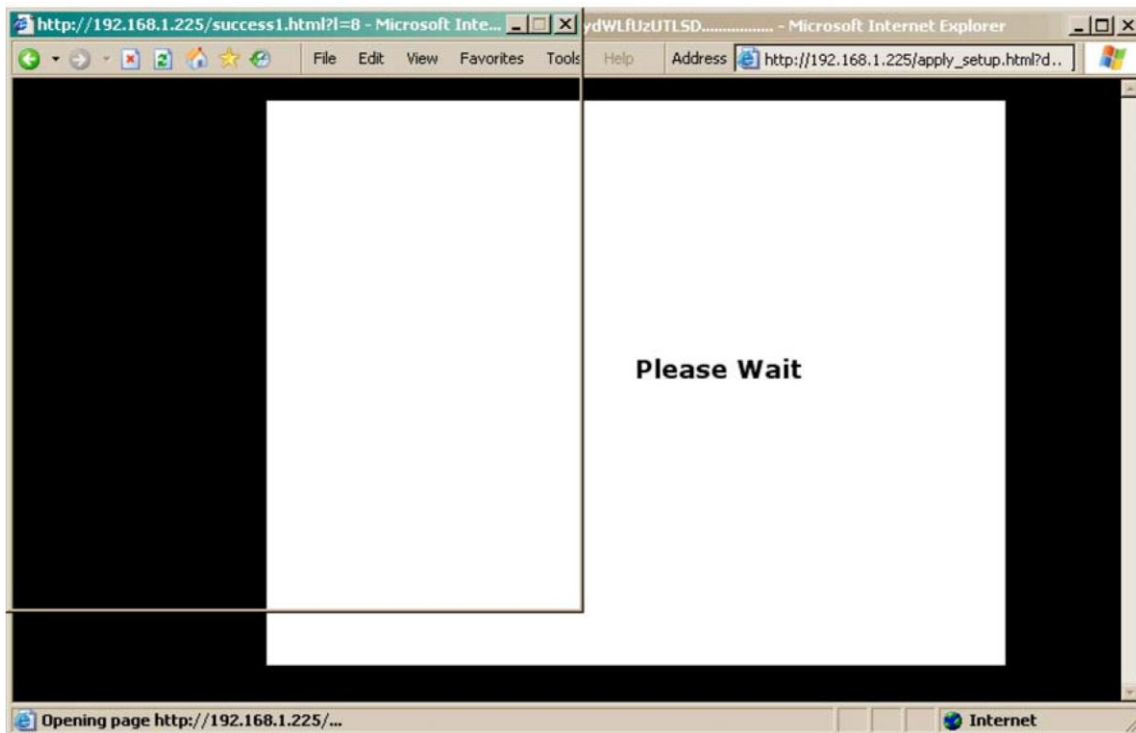 http://192.168.1.225/success1.html?l=8 - Microsoft Inte...
ydWLfUzUTLSD................. - Microsoft Internet Explorer
File Edit View Favorites Tools Help Address http://192.168.1.225/apply_setup.html?d..
Please Wait
Opening page http://192.168.1.225/...
Internet